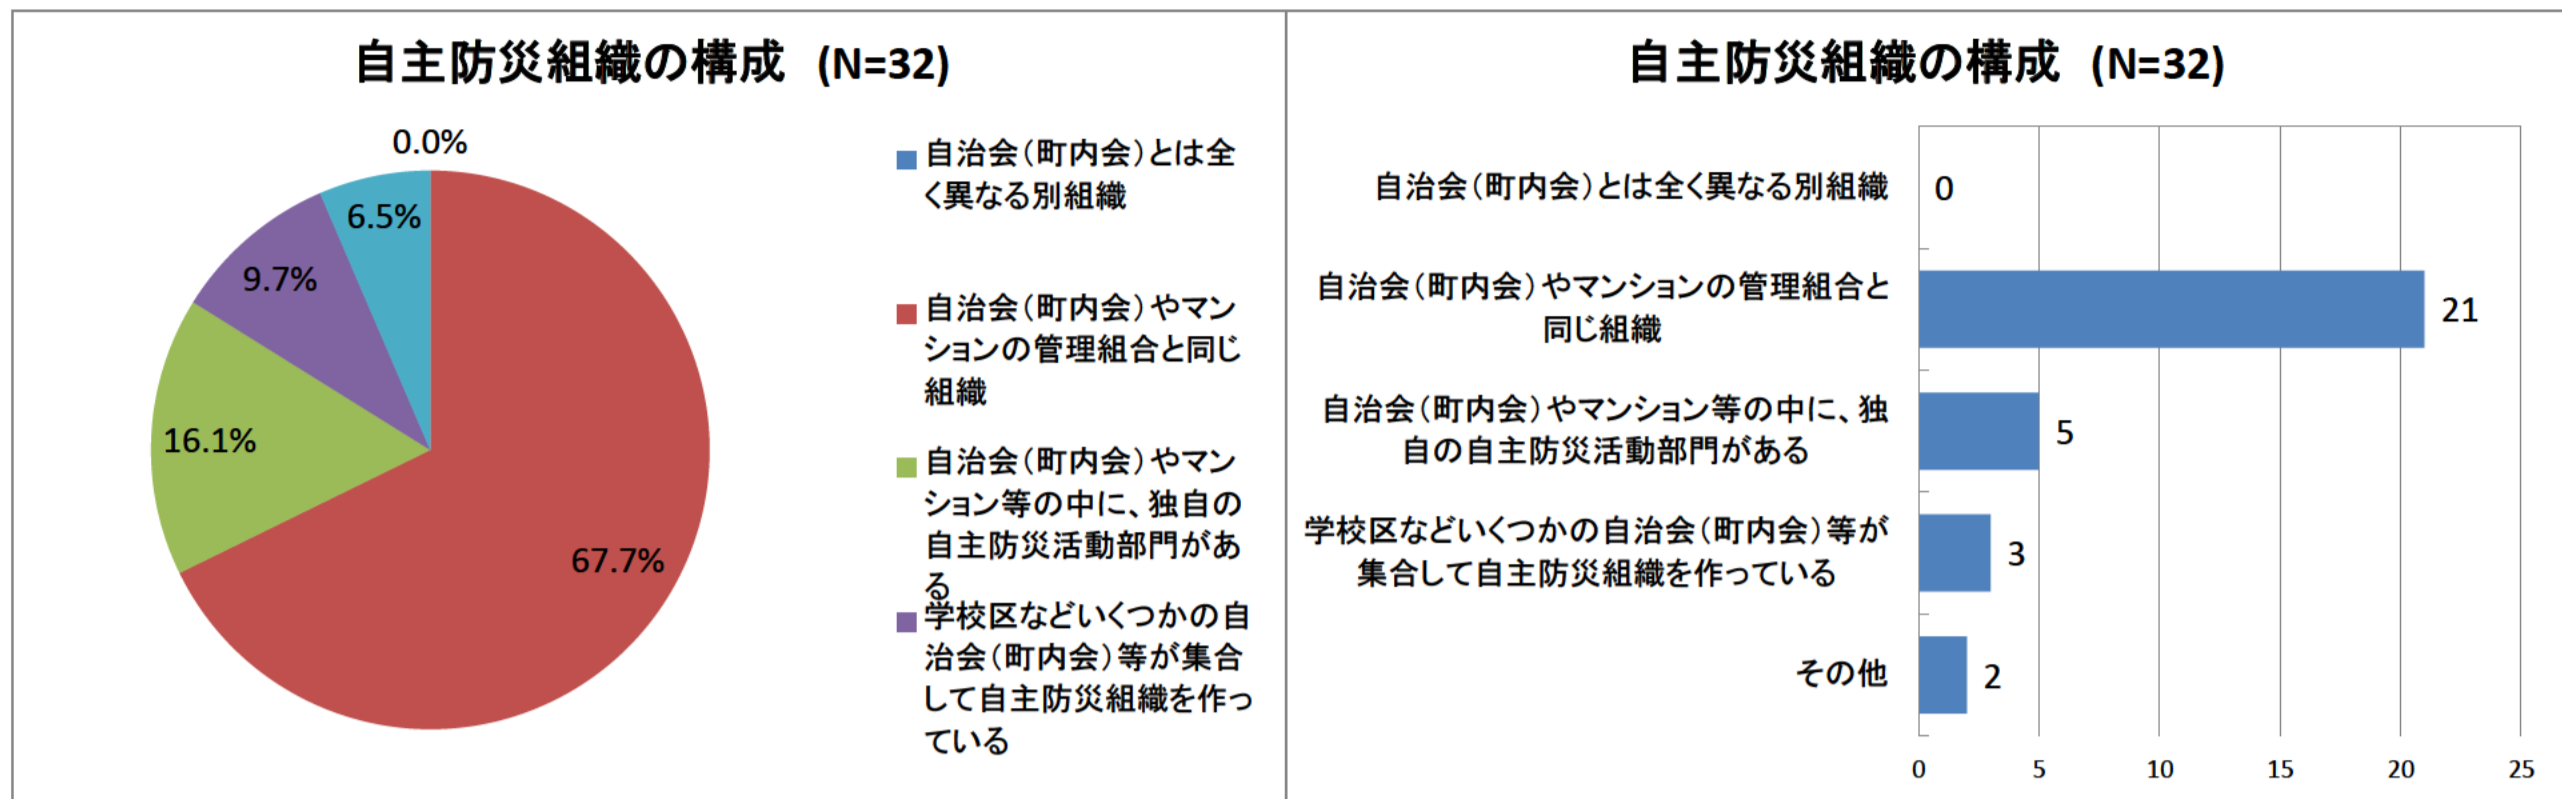 自主防災組織の構成 (N=32)
0.0%
6.5%
9.7%
16.1%
67.7%
自治会(町内会)とは全
く異なる別組織
自治会(町内会)やマン
ションの管理組合と同じ
組織
自治会(町内会)やマン
ション等の中に、独自の
自主防災活動部門があ
る
学校区などいくつかの自
治会(町内会)等が集合
して自主防災組織を作っ
ている
自主防災組織の構成 (N=32)
自治会(町内会)とは全く異なる別組織
0
自治会(町内会)やマンションの管理組合と
同じ組織
21
自治会(町内会)やマンション等の中に、独
自の自主防災活動部門がある
5
学校区などいくつかの自治会(町内会)等が
集合して自主防災組織を作っている
3
その他
2
0 5 10 15 20 25